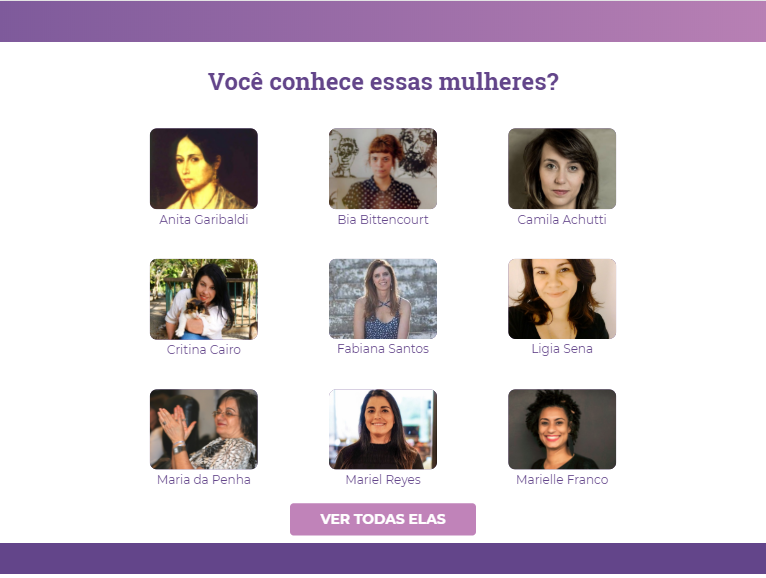 Você conhece essas mulheres?
Anita Garibaldi
Bia Bittencourt
Camila Achutti
Critina Cairo
Fabiana Santos
Ligia Sena
Maria da Penha
Mariel Reyes
Marielle Franco
VER TODAS ELAS